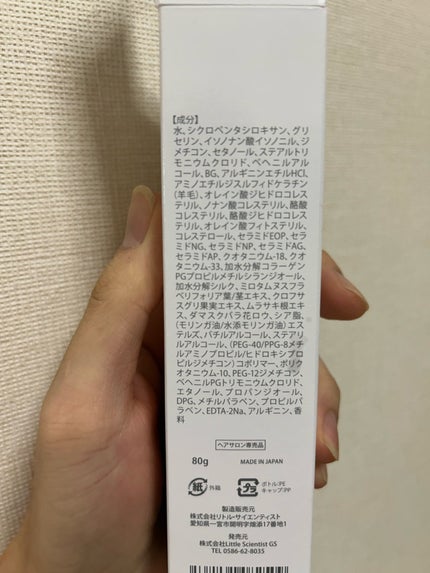 【成分】
水、シクロペンタシロキサン、グリ
セリン、イソノナン酸イソノニル、ジ
メチコン、セタノール、ステアルトリ
モニウムクロリド、ベヘニルアル
コール、BG、アルギニンエチルHCl、
アミノエチルジスルフィドケラチン
(羊毛)、オレイン酸ジヒドロコレス
テリル、ノナン酸コレステリル、酪酸
コレステリル、酪酸ジヒドロコレス
テリル、オレイン酸フィトステリル、
コレステロール、セラミドEOP、セラ
ミドNG、セラミドNP、セラミドAG、
セラミドAP、クオタニウム-18、クオ
タニウム-33、加水分解コラーゲン
PGプロピルメチルシランジオール、
加水分解シルク、ミロタムヌスフラ
ベリフォリア葉/茎エキス、クロフサ
スグリ果実エキス、ムラサキ根エキ
ス、ダマスクバラ花ロウ、シア脂、
(モリンガ油/水添モリンガ油)エス
テルズ、バチルアルコール、ステアリ
ルアルコール、(PEG-40/PPG-8メチ
ルアミノプロピル/ヒドロキシプロ
ピルジメチコン)コポリマー、ポリク
オタニウム-10、PEG-12ジメチコン、
ベヘニルPGトリモニウムクロリド、
エタノール、プロパンジオール、
DPG、メチルパラベン、プロピルパ
ラベン、EDTA-2Na、アルギニン、香
料
ヘアサロン専売品
80g MADE IN JAPAN
紙 外箱 プラ ボトル:PE
キャップ:PP
製造販売元
株式会社リトル・サイエンティスト
愛知県一宮市開明字畑添17番地1
発売元
株式会社Little Scientist GS
TEL 0586-62-8035